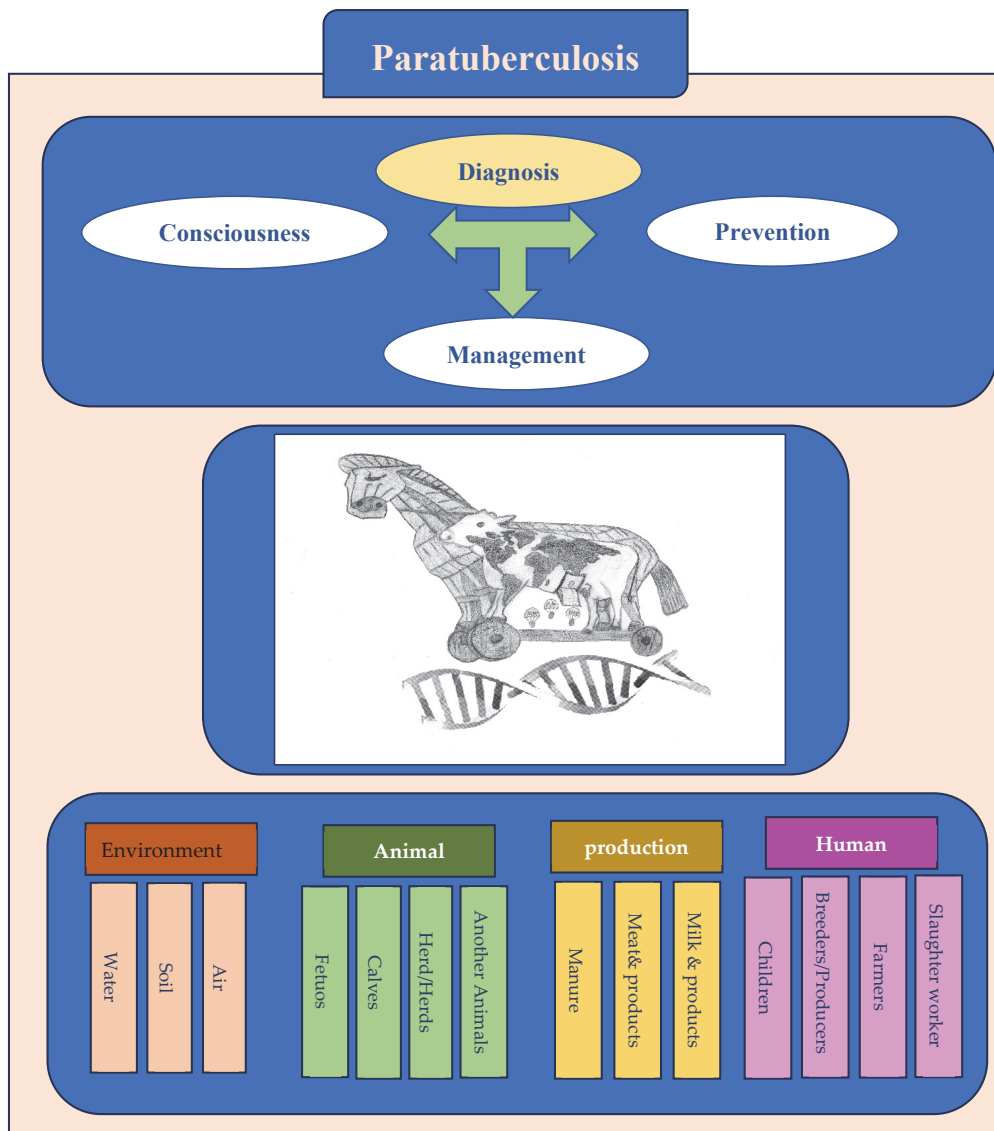 Paratuberculosis
Diagnosis
Consciousness
Prevention
Management
Environment
Animal
production
Human
Water
Soil
Air
Fetuos
Calves
Herd/Herds
Another Animals
Manure
Meat& products
Milk & products
Children
Breeders/Producers
Farmers
Slaughter worker